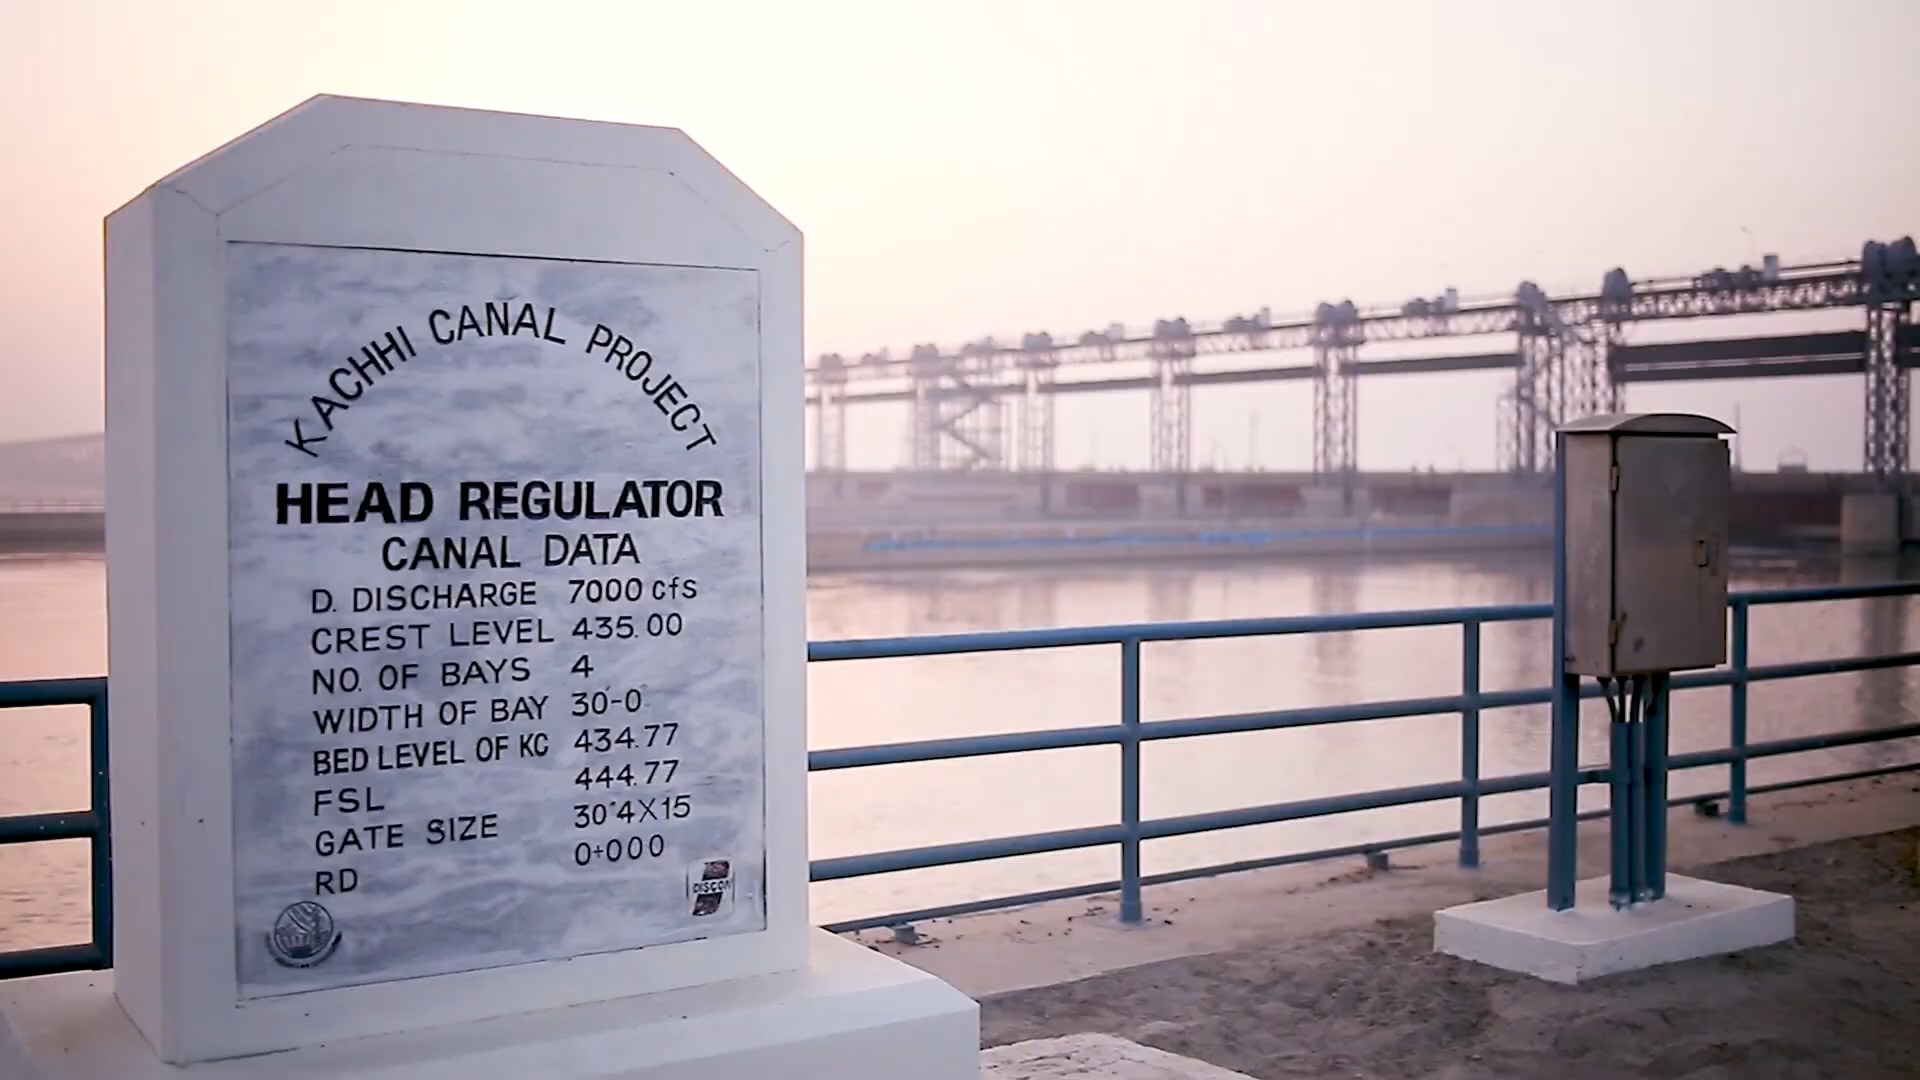 KACHHI CANAL PROJECT
HEAD REGULATOR
CANAL DATA
D. DISCHARGE 7000 cfs
CREST LEVEL 435.00
NO. OF BAYS 4
WIDTH OF BAY 30-0
BED LEVEL OF KC 434.77
FSL 444.77
GATE SIZE 30'4X15
RD 0+000
DISCON